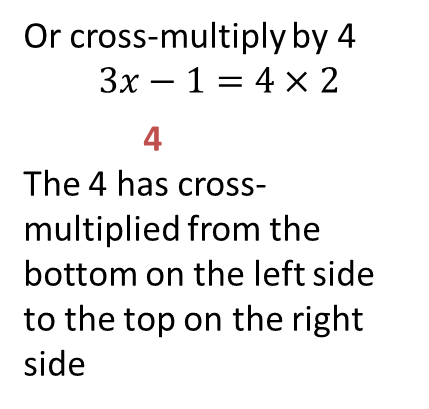 Or cross-multiply by 4
3x − 1 = 4 × 2
4
The 4 has cross-
multiplied from the
bottom on the left side
to the top on the right
side